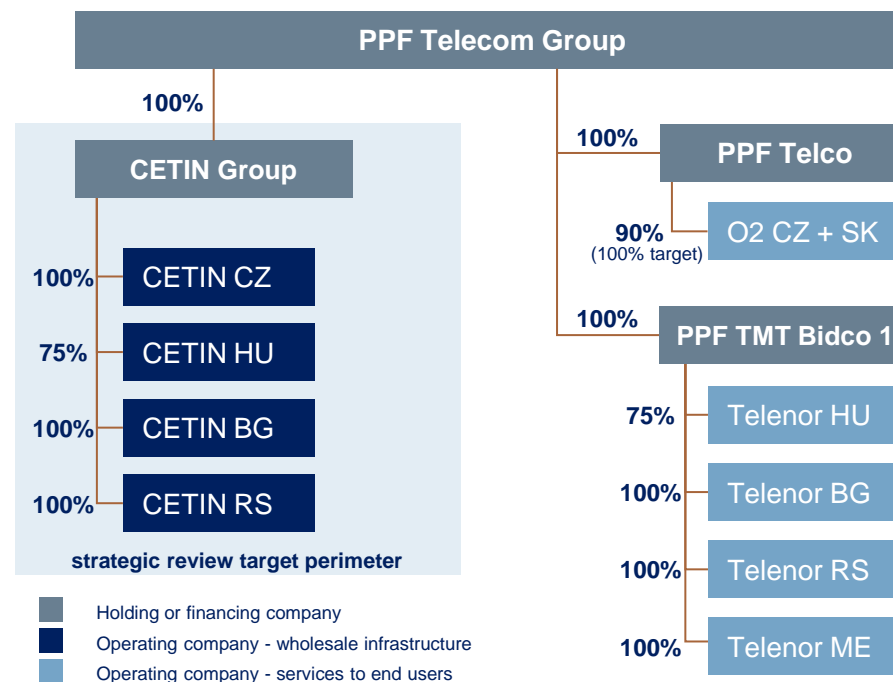 PPF Telecom Group
100%
CETIN Group
100%
CETIN CZ
75%
CETIN HU
100%
CETIN BG
100%
CETIN RS
strategic review target perimeter
100%
PPF Telco
90%
(100% target)
O2 CZ + SK
100%
PPF TMT Bidco 1
75%
Telenor HU
100%
Telenor BG
100%
Telenor RS
100%
Telenor ME
Holding or financing company
Operating company - wholesale infrastructure
Operating company - services to end users